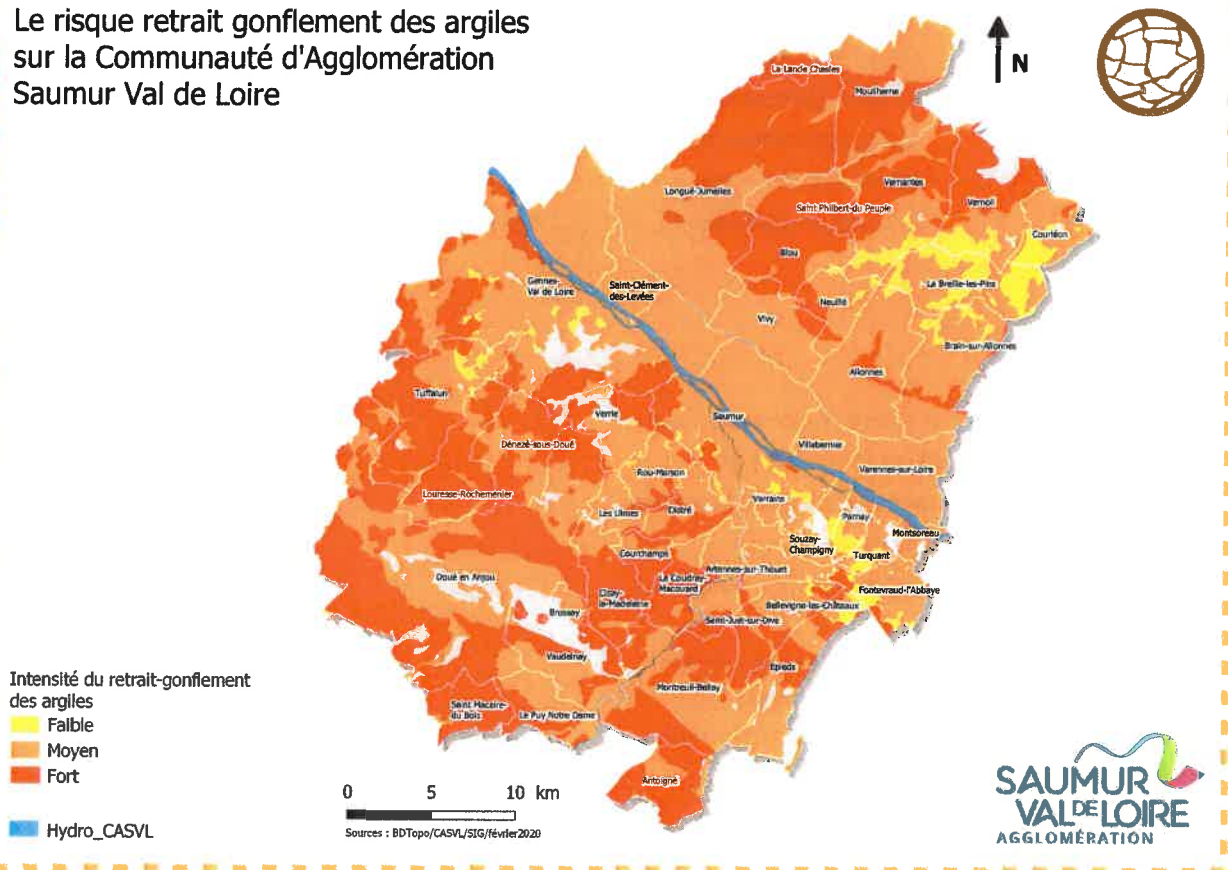 Le risque retrait gonflement des argiles
sur la Communauté d'Agglomération
Saumur Val de Loire
N
La Lande Chasles
Mouliherne
Longué-Jumelles
Vernantes
Saint Philbert-du Peuple
Vernoil
Courléon
Blou
Gennes-
Val de Loire
Saint-Clément-
des-Levées
La Breille-les-Pins
Neuillé
Vivy
Brain-sur-Allonnes
Allonnes
Tuffalun
Verrie
Saumur
Dénezé-sous-Doué
Villebernier
Rou-Marson
Varennes-sur-Loire
Louresse-Rochemenier
Varrains
Les Ulmes
Distré
Parnay
Montsoreau
Souzay-
Champigny
Turquant
Courchamps
Artannes-sur-Thouet
Doué en Anjou
Le Coudray-
Macouard
Fontevraud-l'Abbaye
Cizay-
la-Madeleine
Bellevigne-les-Châteaux
Brossay
Saint-Just-sur-Dive
Vaudelnay
Epieds
Montreuil-Bellay
Saint Macaire-
du Bois
Le Puy Notre Dame
Antoigné
Intensité du retrait-gonflement
des argiles
Faible
Moyen
Fort
Hydro_CASVL
0 5 10 km
Sources : BDTopo/CASVL/SIG/février2020
SAUMUR
VAL DE LOIRE
AGGLOMÉRATION